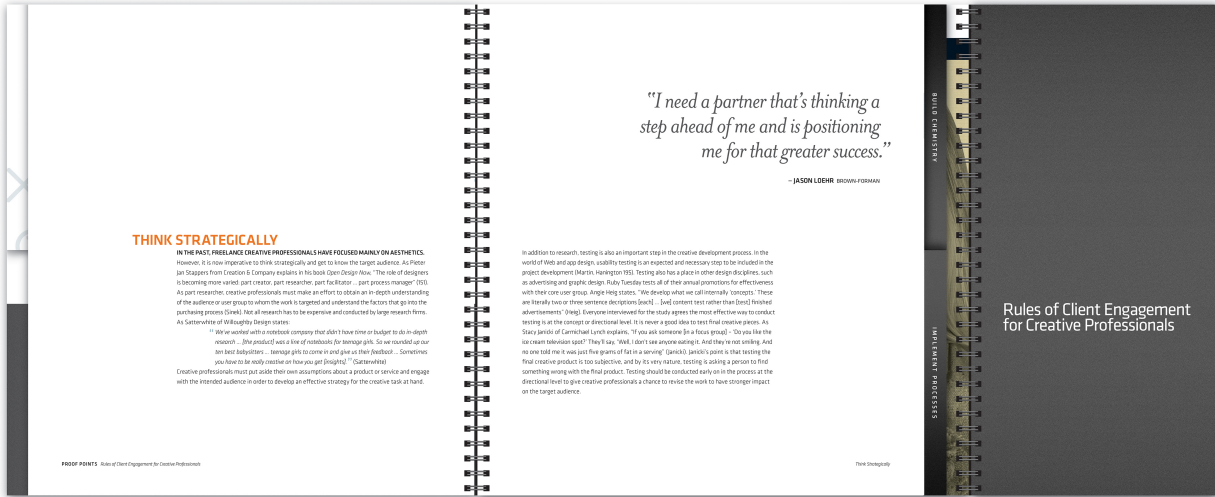 THINK STRATEGICALLY
IN THE PAST, FREELANCE CREATIVE PROFESSIONALS HAVE FOCUSED MAINLY ON AESTHETICS.
However, it is now imperative to think strategically and get to know the target audience. As Pieter
Jan Stappers from Creation & Company explains in his book Open Design Now, "The role of designers
is becoming more varied: part creator, part researcher, part facilitator ... part process manager" (151).
As part researcher, creative professionals must make an effort to obtain an in-depth understanding
of the audience or user group to whom the work is targeted and understand the factors that go into the
purchasing process (Sinek). Not all research has to be expensive and conducted by large research firms.
As Satterwhite of Willoughby Design states:
"We've worked with a notebook company that didn't have time or budget to do in-depth
research ... [the product] was a line of notebooks for teenage girls. So we rounded up our
ten best babysitters ... teenage girls to come in and give us their feedback ... Sometimes
you have to be really creative on how you get [insights]." (Satterwhite)
Creative professionals must put aside their own assumptions about a product or service and engage
with the intended audience in order to develop an effective strategy for the creative task at hand.
PROOF POINTS Rules of Client Engagement for Creative Professionals
"I need a partner that's thinking a
step ahead of me and is positioning
me for that greater success."
– JASON LOEHR BROWN-FORMAN
In addition to research, testing is also an important step in the creative development process. In the
world of Web and app design, usability testing is an expected and necessary step to be included in the
project development (Martin, Hanington 195). Testing also has a place in other design disciplines, such
as advertising and graphic design. Ruby Tuesday tests all of their annual promotions for effectiveness
with their core user group. Angie Heig states, "We develop what we call internally 'concepts.' These
are literally two or three sentence decriptions [each] ... [we] content test rather than [test] finished
advertisements" (Heig). Everyone interviewed for the study agrees the most effective way to conduct
testing is at the concept or directional level. It is never a good idea to test final creative pieces. As
Stacy Janicki of Carmichael Lynch explains, "If you ask someone [in a focus group] – 'Do you like the
ice cream television spot?' They'll say, 'Well, I don't see anyone eating it. And they're not smiling. And
no one told me it was just five grams of fat in a serving" (Janicki). Janicki's point is that testing the
final creative product is too subjective, and by its very nature, testing is asking a person to find
something wrong with the final product. Testing should be conducted early on in the process at the
directional level to give creative professionals a chance to revise the work to have stronger impact
on the target audience.
Think Strategically
BUILD CHEMISTRY
IMPLEMENT PROCESSES
Rules of Client Engagement
for Creative Professionals